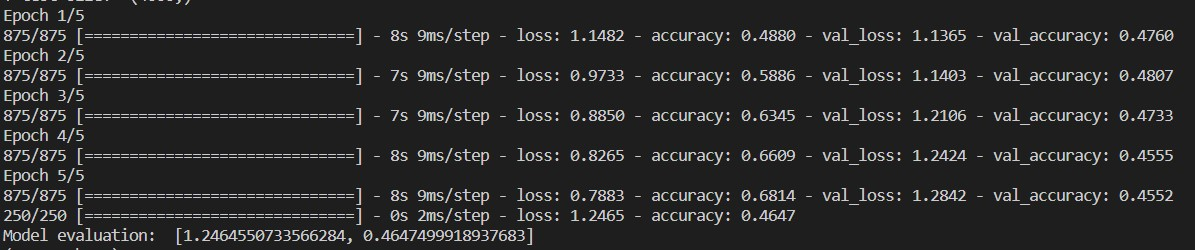 Epoch 1/5
875/875 [==============================] - 8s 9ms/step - loss: 1.1482 - accuracy: 0.4880 - val_loss: 1.1365 - val_accuracy: 0.4760
Epoch 2/5
875/875 [==============================] - 7s 9ms/step - loss: 0.9733 - accuracy: 0.5886 - val_loss: 1.1403 - val_accuracy: 0.4807
Epoch 3/5
875/875 [==============================] - 7s 9ms/step - loss: 0.8850 - accuracy: 0.6345 - val_loss: 1.2106 - val_accuracy: 0.4733
Epoch 4/5
875/875 [==============================] - 8s 9ms/step - loss: 0.8265 - accuracy: 0.6609 - val_loss: 1.2424 - val_accuracy: 0.4555
Epoch 5/5
875/875 [==============================] - 8s 9ms/step - loss: 0.7883 - accuracy: 0.6814 - val_loss: 1.2842 - val_accuracy: 0.4552
250/250 [==============================] - 0s 2ms/step - loss: 1.2465 - accuracy: 0.4647
Model evaluation:  [1.2464550733566284, 0.4647499918937683]